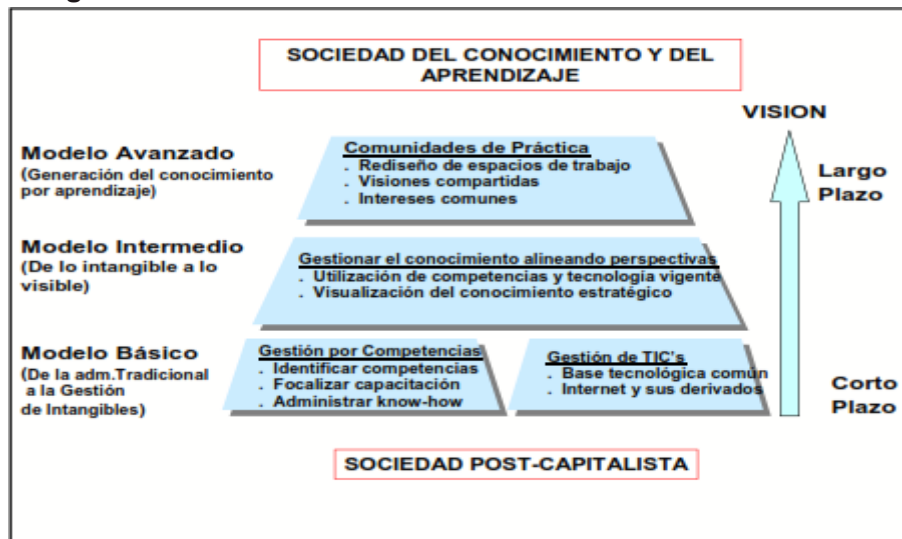 SOCIEDAD DEL CONOCIMIENTO Y DEL
APRENDIZAJE
VISION
Modelo Avanzado
(Generación del conocimiento
por aprendizaje)
Comunidades de Práctica
. Rediseño de espacios de trabajo
. Visiones compartidas
. Intereses comunes
Largo
Plazo
Modelo Intermedio
(De lo intangible a lo
visible)
Gestionar el conocimiento alineando perspectivas
. Utilización de competencias y tecnología vigente
. Visualización del conocimiento estratégico
Modelo Básico
(De la adm.Tradicional
a la Gestión
de Intangibles)
Gestión por Competencias
. Identificar competencias
. Focalizar capacitación
. Administrar know-how
Gestión de TIC's
. Base tecnológica común
. Internet y sus derivados
Corto
Plazo
SOCIEDAD POST-CAPITALISTA